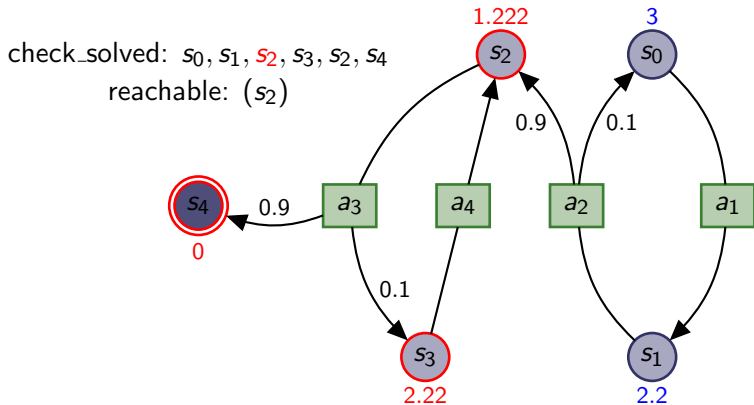 1.222
3
check_solved: s₀, s₁, s₂, s₃, s₂, s₄
s₂
s₀
reachable: (s₂)
0.9
0.1
s₄
0.9
a₃
a₄
a₂
a₁
0
0.1
s₃
s₁
2.22
2.2